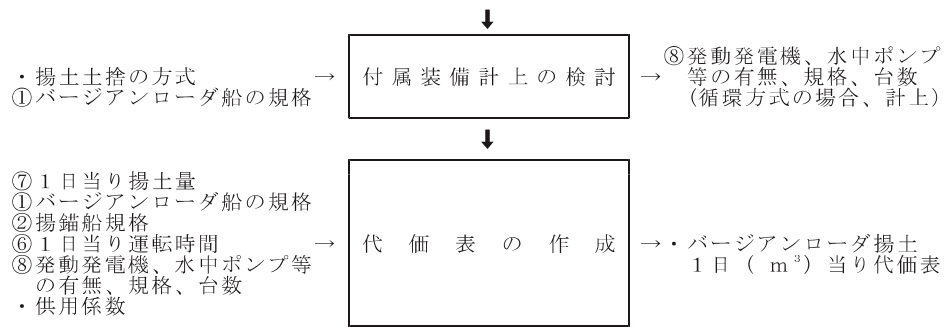 ・揚土土捨の方式
①バージアンローダ船の規格
→
付属装備計上の検討
→
⑧発動発電機、水中ポンプ
等の有無、規格、台数
(循環方式の場合、計上)
⑦１日当り揚土量
①バージアンローダ船の規格
②揚錨船規格
⑥１日当り運転時間
⑧発動発電機、水中ポンプ等
の有無、規格、台数
・供用係数
→
代価表の作成
→・バージアンローダ揚土
１日（ｍ³）当り代価表